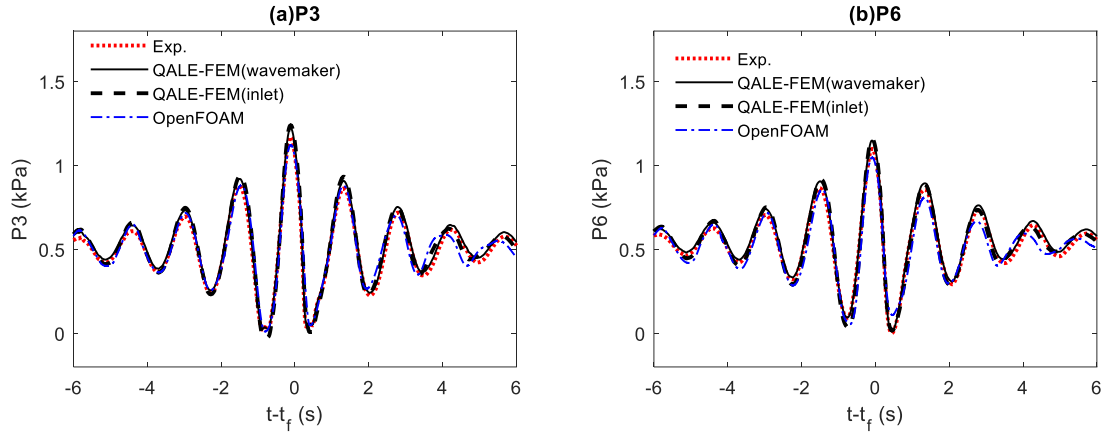 (a)P3
Exp.
QALE-FEM(wavemaker)
QALE-FEM(inlet)
OpenFOAM
P3 (kPa)
1.5
1
0.5
0
-6 -4 -2 0 2 4 6
t-t_f (s)
(b)P6
Exp.
QALE-FEM(wavemaker)
QALE-FEM(inlet)
OpenFOAM
P6 (kPa)
1.5
1
0.5
0
-6 -4 -2 0 2 4 6
t-t_f (s)